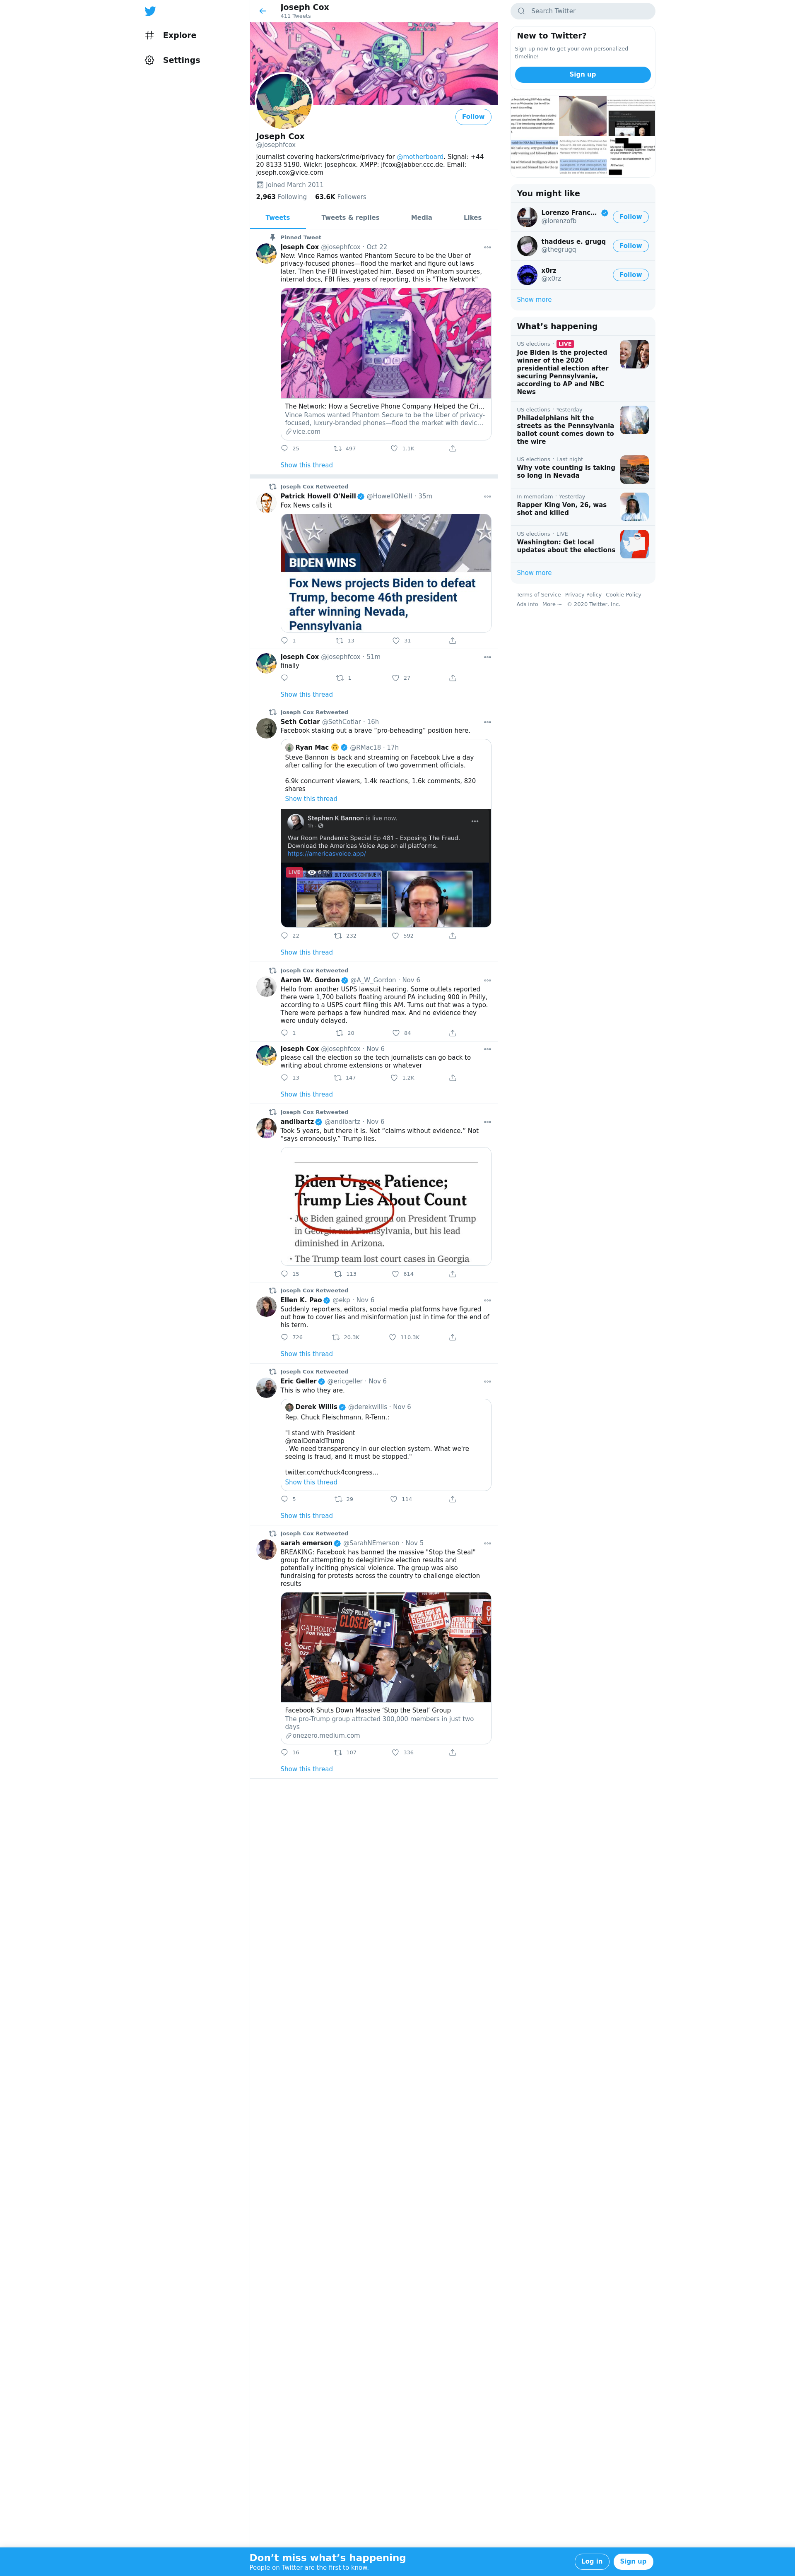 Explore
Settings
Joseph Cox
411 Tweets
Follow
Joseph Cox
@josephfcox
journalist covering hackers/crime/privacy for @motherboard. Signal: +44
20 8133 5190. Wickr: josephcox. XMPP: jfcox@jabber.ccc.de. Email:
joseph.cox@vice.com
Joined March 2011
2,963 Following 63.6K Followers
Tweets Tweets & replies Media Likes
Pinned Tweet
Joseph Cox @josephfcox · Oct 22
New: Vince Ramos wanted Phantom Secure to be the Uber of
privacy-focused phones—flood the market and figure out laws
later. Then the FBI investigated him. Based on Phantom sources,
internal docs, FBI files, years of reporting, this is "The Network"
The Network: How a Secretive Phone Company Helped the Cri...
Vince Ramos wanted Phantom Secure to be the Uber of privacy-
focused, luxury-branded phones—flood the market with devic...
vice.com
25 497 1.1K
Show this thread
Joseph Cox Retweeted
Patrick Howell O'Neill @HowellONeill · 35m
Fox News calls it
BIDEN WINS
Fox News projects Biden to defeat
Trump, become 46th president
after winning Nevada,
Pennsylvania
1 13 31
Joseph Cox @josephfcox · 51m
finally
1 27
Show this thread
Joseph Cox Retweeted
Seth Cotlar @SethCotlar · 16h
Facebook staking out a brave “pro-beheading” position here.
Ryan Mac @RMac18 · 17h
Steve Bannon is back and streaming on Facebook Live a day
after calling for the execution of two government officials.
6.9k concurrent viewers, 1.4k reactions, 1.6k comments, 820
shares
Show this thread
Stephen K Bannon is live now.
1h ·
War Room Pandemic Special Ep 481 – Exposing The Fraud.
Download the Americas Voice App on all platforms.
https://americasvoice.app/
LIVE 6.7K
BUT COUNTS CONTINUE
22 232 592
Show this thread
Joseph Cox Retweeted
Aaron W. Gordon @A_W_Gordon · Nov 6
Hello from another USPS lawsuit hearing. Some outlets reported
there were 1,700 ballots floating around PA including 900 in Philly,
according to a USPS court filing this AM. Turns out that was a typo.
There were perhaps a few hundred max. And no evidence they
were unduly delayed.
1 20 84
Joseph Cox @josephfcox · Nov 6
please call the election so the tech journalists can go back to
writing about chrome extensions or whatever
13 147 1.2K
Show this thread
Joseph Cox Retweeted
andibartz @andibartz · Nov 6
Took 5 years, but there it is. Not “claims without evidence.” Not
“says erroneously.” Trump lies.
Biden Urges Patience;
Trump Lies About Count
• Joe Biden gained ground on President Trump
in Georgia and Pennsylvania, but his lead
diminished in Arizona.
• The Trump team lost court cases in Georgia
15 113 614
Joseph Cox Retweeted
Ellen K. Pao @ekp · Nov 6
Suddenly reporters, editors, social media platforms have figured
out how to cover lies and misinformation just in time for the end of
his term.
726 20.3K 110.3K
Show this thread
Joseph Cox Retweeted
Eric Geller @ericgeller · Nov 6
This is who they are.
Derek Willis @derekwillis · Nov 6
Rep. Chuck Fleischmann, R-Tenn.:
"I stand with President
@realDonaldTrump
. We need transparency in our election system. What we're
seeing is fraud, and it must be stopped."
twitter.com/chuck4congress…
Show this thread
5 29 114
Show this thread
Joseph Cox Retweeted
sarah emerson @SarahNEmerson · Nov 5
BREAKING: Facebook has banned the massive "Stop the Steal"
group for attempting to delegitimize election results and
potentially inciting physical violence. The group was also
fundraising for protests across the country to challenge election
results
CATHOLICS
FOR TRUMP
Facebook Shuts Down Massive 'Stop the Steal' Group
The pro-Trump group attracted 300,000 members in just two
days
onezero.medium.com
16 107 336
Show this thread
Search Twitter
New to Twitter?
Sign up now to get your own personalized
timeline!
Sign up
You might like
Lorenzo Franc...
@lorenzofb
Follow
thaddeus e. grugq
@thegrugq
Follow
x0rz
@x0rz
Follow
Show more
What’s happening
US elections · LIVE
Joe Biden is the projected
winner of the 2020
presidential election after
securing Pennsylvania,
according to AP and NBC
News
US elections · Yesterday
Philadelphians hit the
streets as the Pennsylvania
ballot count comes down to
the wire
US elections · Last night
Why vote counting is taking
so long in Nevada
In memoriam · Yesterday
Rapper King Von, 26, was
shot and killed
US elections · LIVE
Washington: Get local
updates about the elections
Show more
Terms of Service Privacy Policy Cookie Policy
Ads info More © 2020 Twitter, Inc.
Don’t miss what’s happening
People on Twitter are the first to know.
Log in Sign up